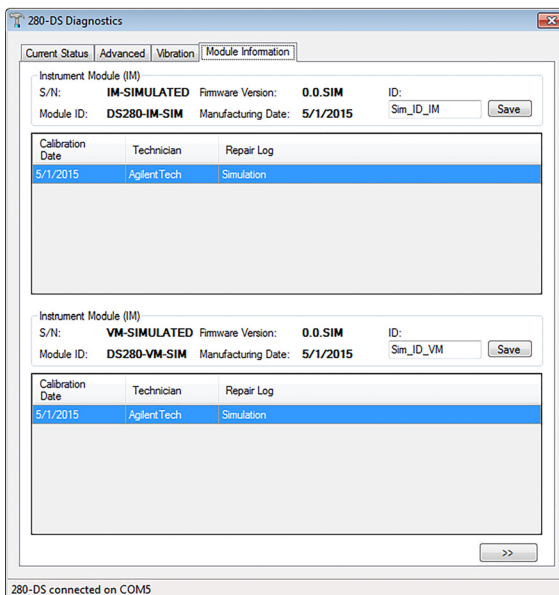 280-DS Diagnostics
Current Status Advanced Vibration Module Information
Instrument Module (IM)
S/N: IM-SIMULATED Firmware Version: 0.0.SIM ID:
Module ID: DS280-IM-SIM Manufacturing Date: 5/1/2015 Sim_ID_IM Save
Calibration Date Technician Repair Log
5/1/2015 AgilentTech Simulation
Instrument Module (IM)
S/N: VM-SIMULATED Firmware Version: 0.0.SIM ID:
Module ID: DS280-VM-SIM Manufacturing Date: 5/1/2015 Sim_ID_VM Save
Calibration Date Technician Repair Log
5/1/2015 AgilentTech Simulation
>>
280-DS connected on COM5